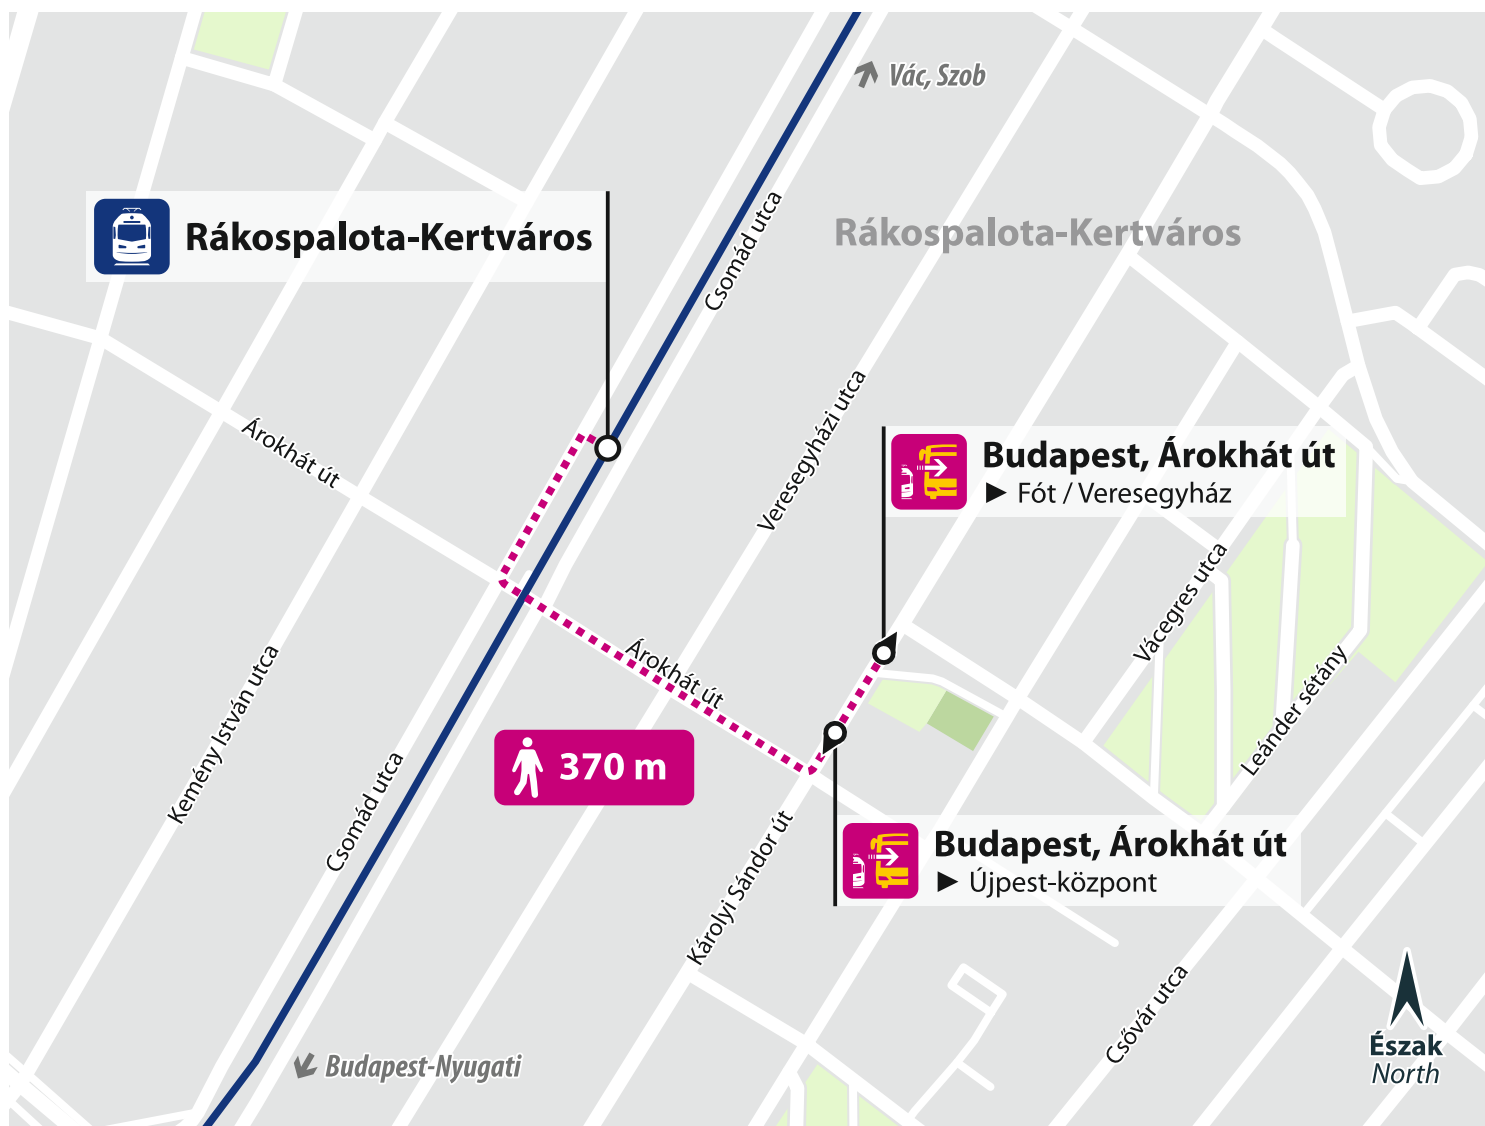 Vác, Szob
Rákospalota-Kertváros
Rákospalota-Kertváros
Csomád utca
Árokhát út
Veresegyházi utca
Budapest, Árokhát út
► Fót / Veresegyház
Vácegres utca
Leánder sétány
Árokhát út
Kemény István utca
Csomád utca
370 m
Károlyi Sándor út
Budapest, Árokhát út
► Újpest-központ
Csővár utca
Budapest-Nyugati
Észak
North